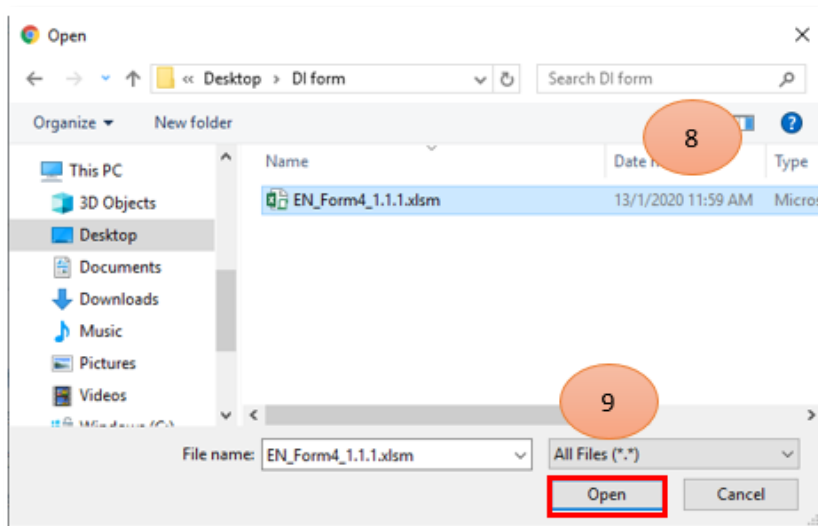 Open
« Desktop > DI form
Search DI form
Organize
New folder
8
This PC
3D Objects
Desktop
Documents
Downloads
Music
Pictures
Videos
Windows (C:)
Name
Date
Type
EN_Form4_1.1.1.xlsm
13/1/2020 11:59 AM
Micros
9
File name:
EN_Form4_1.1.1.xlsm
All Files (*.*)
Open
Cancel